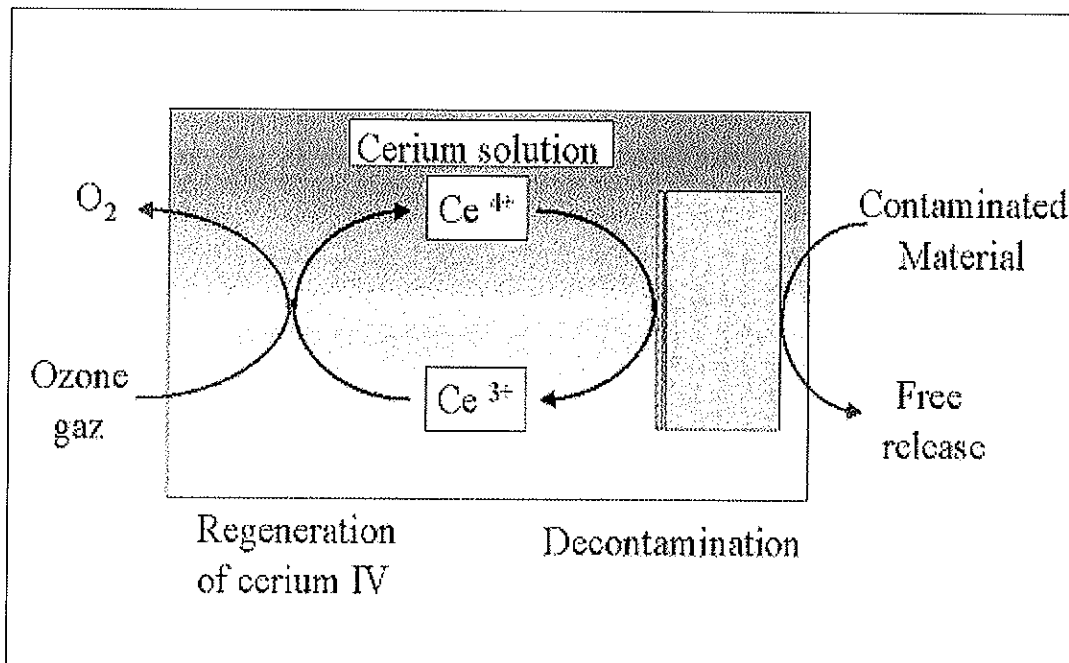 Cerium solution
O₂
Ce 4+
Contaminated
Material
Ozone
gaz
Ce 3+
Free
release
Regeneration
of cerium IV
Decontamination